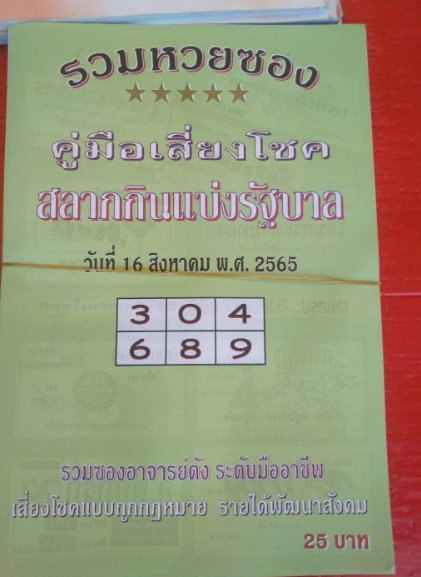 รวมหวยซอง
คู่มือเสี่ยงโชค
สลากกินแบ่งรัฐบาล
วันที่ 16 สิงหาคม พ.ศ. 2565
3 0 4
6 8 9
รวมซองอาจารย์ดัง ระดับมืออาชีพ
เสี่ยงโชคแบบถูกกฎหมาย รายได้พัฒนาสังคม
25 บาท